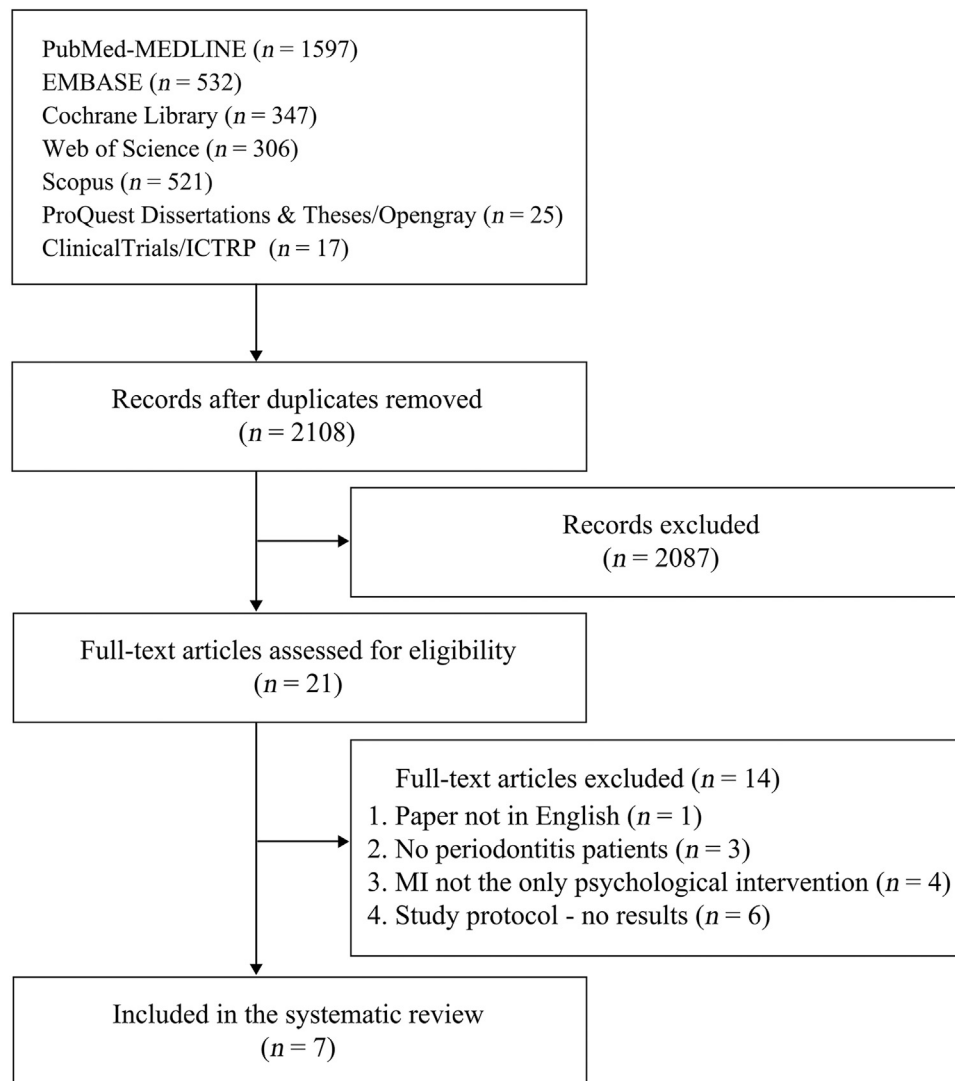 PubMed-MEDLINE (n = 1597)
EMBASE (n = 532)
Cochrane Library (n = 347)
Web of Science (n = 306)
Scopus (n = 521)
ProQuest Dissertations & Theses/Opengray (n = 25)
ClinicalTrials/ICTRP (n = 17)
Records after duplicates removed
(n = 2108)
Records excluded
(n = 2087)
Full-text articles assessed for eligibility
(n = 21)
Full-text articles excluded (n = 14)
1. Paper not in English (n = 1)
2. No periodontitis patients (n = 3)
3. MI not the only psychological intervention (n = 4)
4. Study protocol - no results (n = 6)
Included in the systematic review
(n = 7)